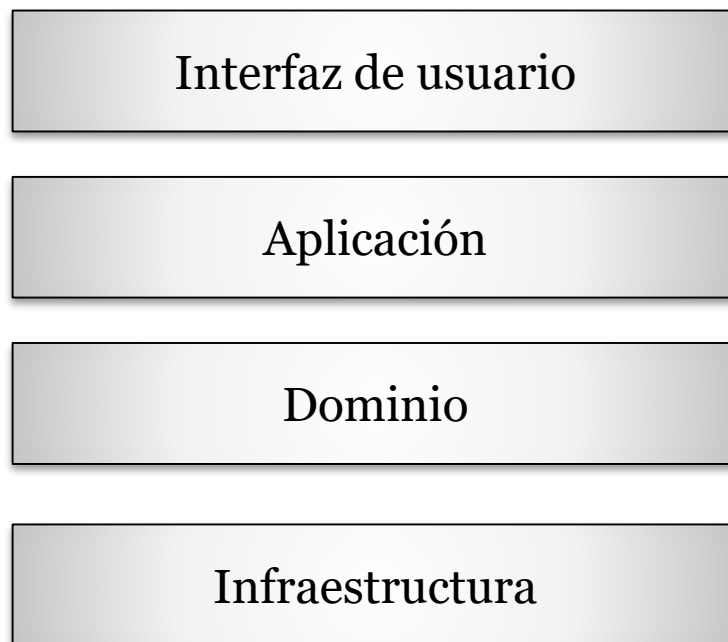 Interfaz de usuario
Aplicación
Dominio
Infraestructura